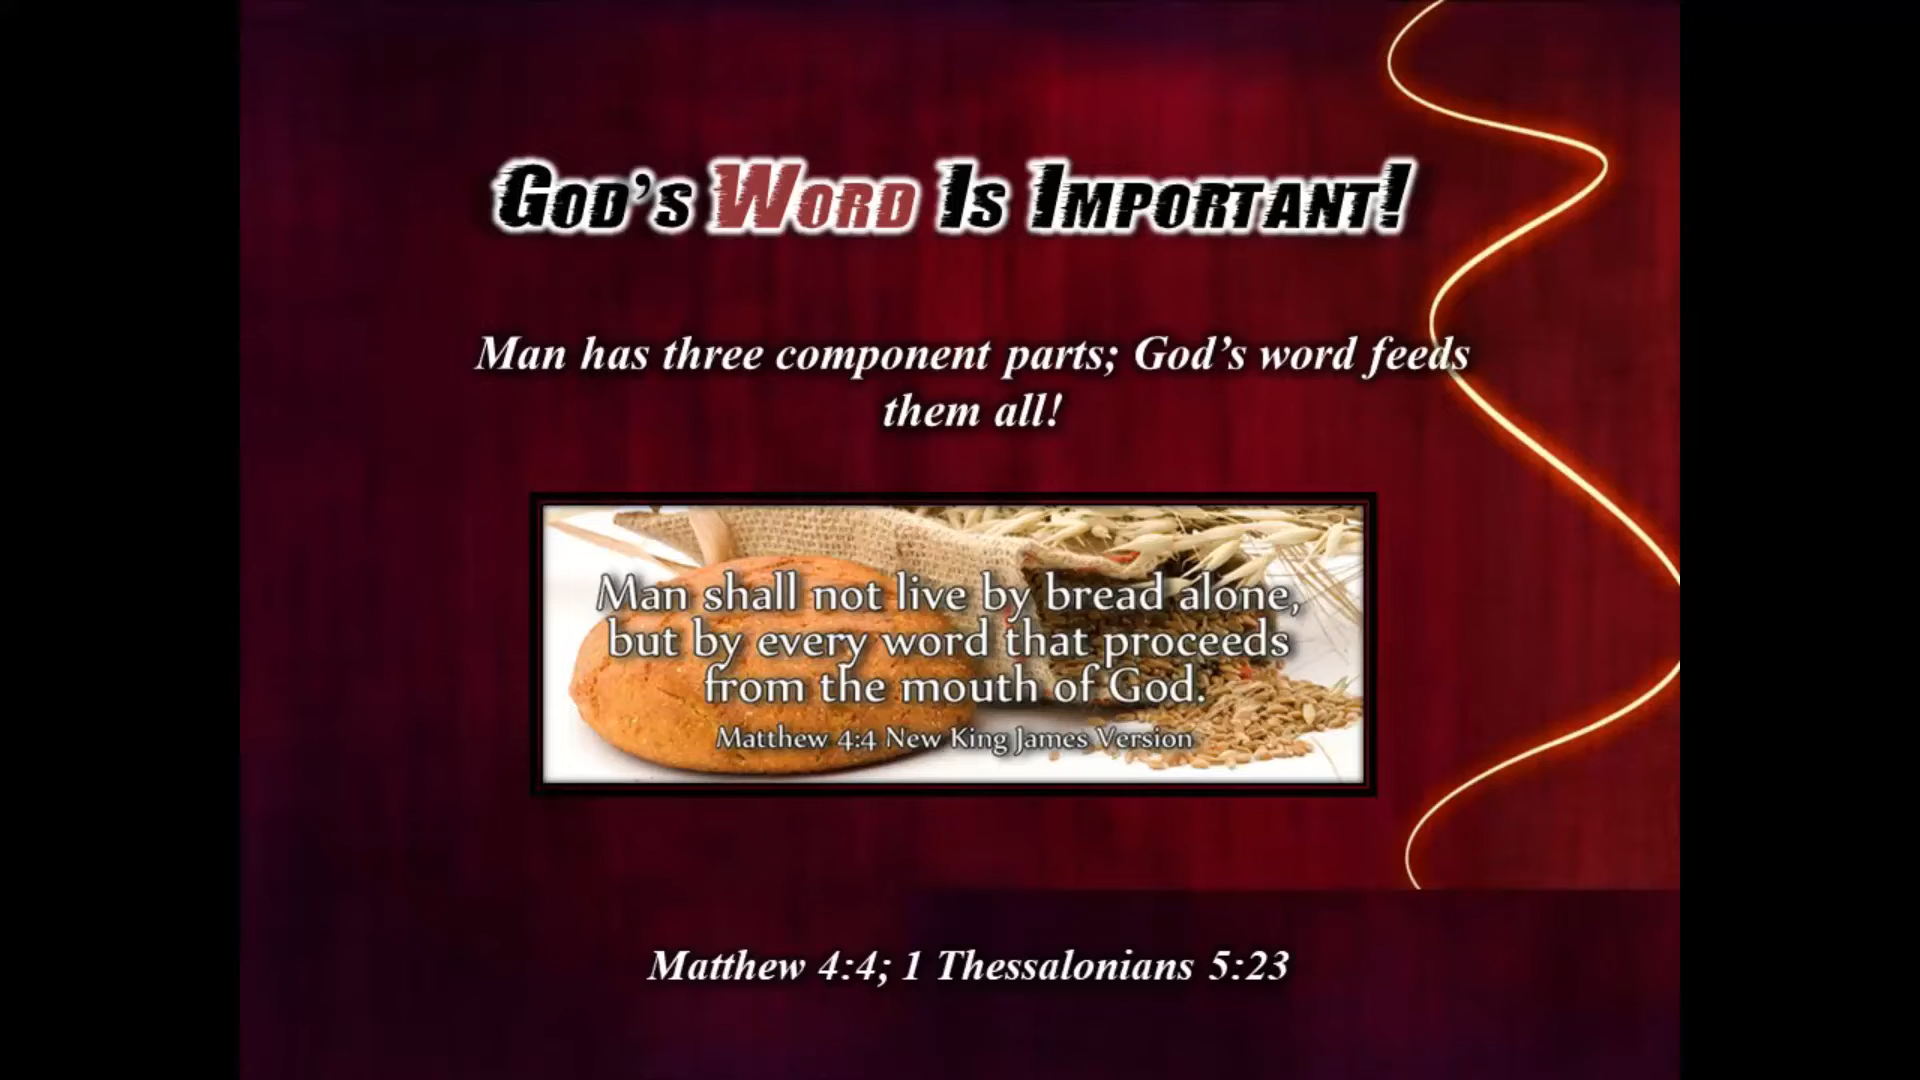 God’s Word Is Important!
Man has three component parts; God’s word feeds
them all!
Man shall not live by bread alone,
but by every word that proceeds
from the mouth of God.
Matthew 4:4 New King James Version
Matthew 4:4; 1 Thessalonians 5:23